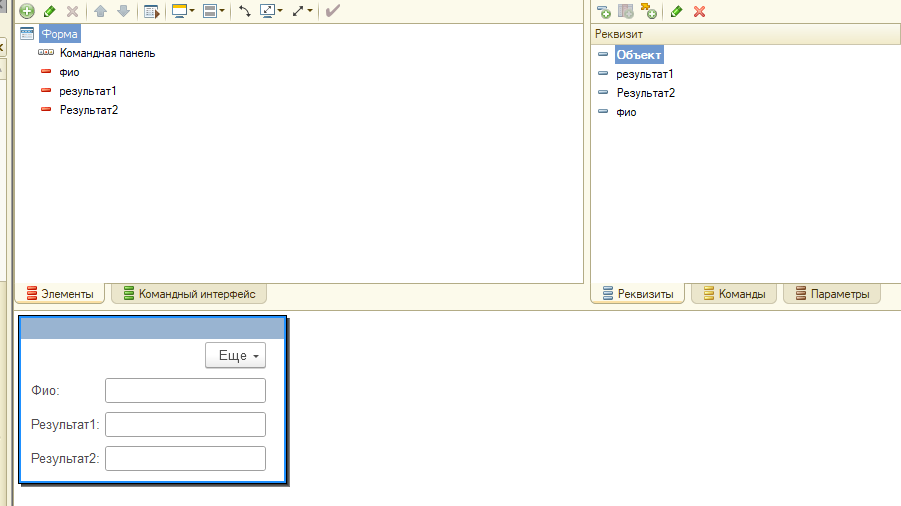 Форма
Командная панель
фио
результат1
Результат2
Элементы
Командный интерфейс
Реквизит
Объект
результат1
Результат2
фио
Реквизиты
Команды
Параметры
Еще
Фио:
Результат1:
Результат2: